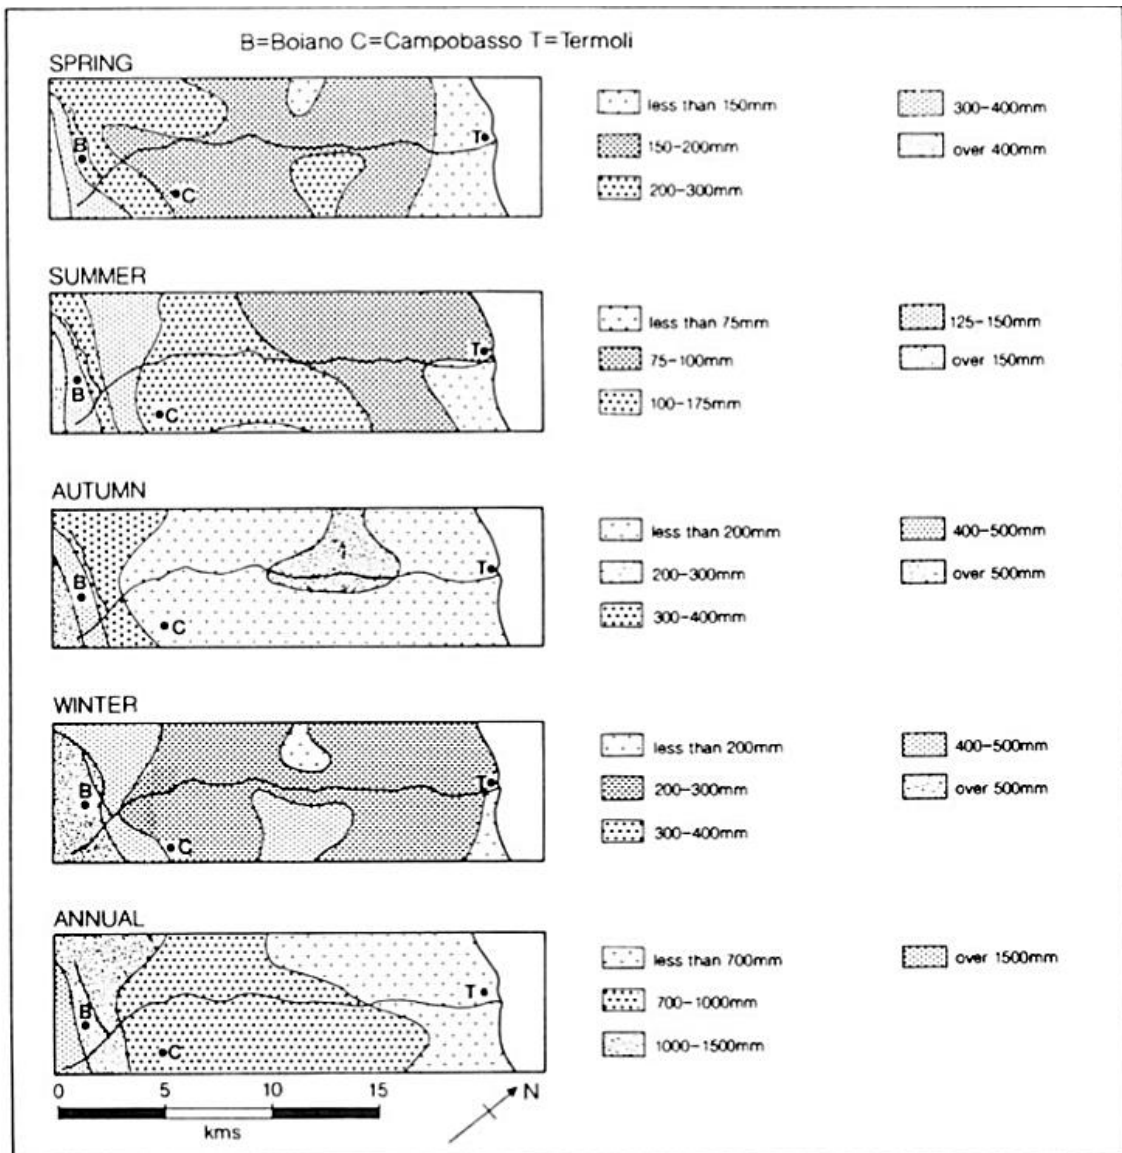 B=Boiano C=Campobasso T=Termoli
SPRING
B
C
T
less than 150mm
150-200mm
200-300mm
300-400mm
over 400mm
SUMMER
B
C
T
less than 75mm
75-100mm
100-175mm
125-150mm
over 150mm
AUTUMN
B
C
T
less than 200mm
200-300mm
300-400mm
400-500mm
over 500mm
WINTER
B
C
T
less than 200mm
200-300mm
300-400mm
400-500mm
over 500mm
ANNUAL
B
C
T
less than 700mm
700-1000mm
1000-1500mm
over 1500mm
0 5 10 15
kms
N